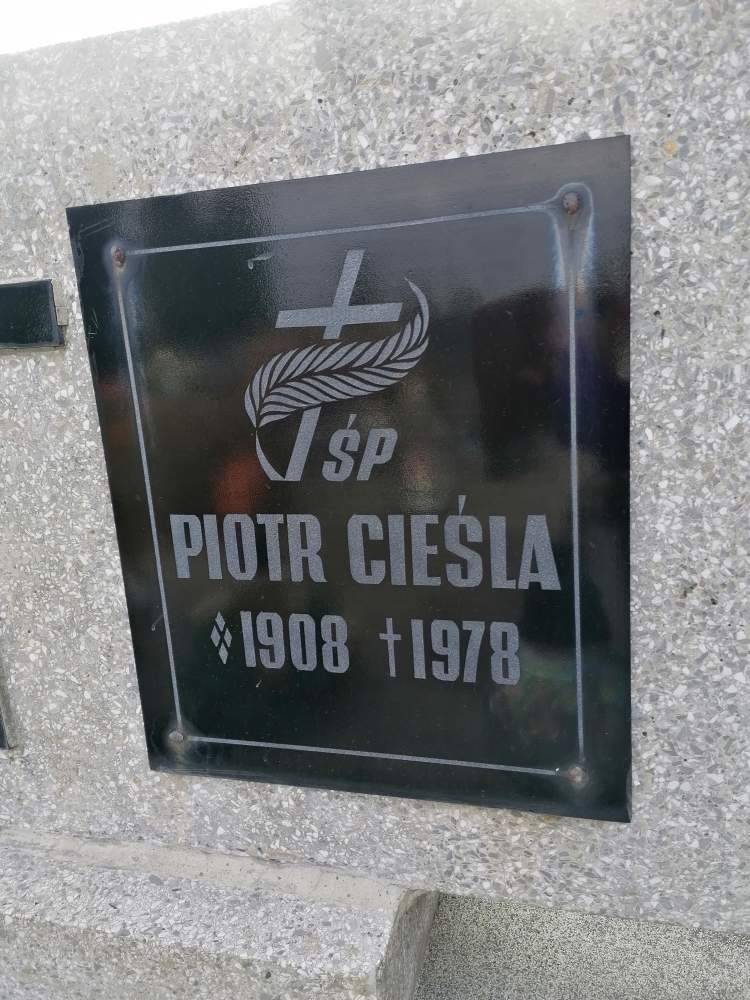 ŚP
PIOTR CIEŚLA
1908 †1978